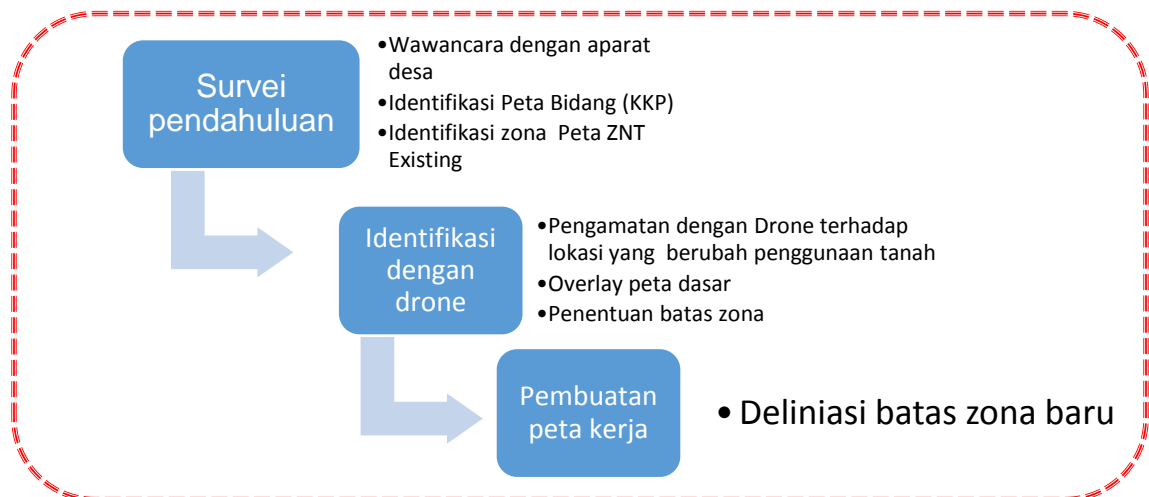 Survei
pendahuluan
•Wawancara dengan aparat
desa
•Identifikasi Peta Bidang (KKP)
•Identifikasi zona Peta ZNT
Existing
Identifikasi
dengan
drone
•Pengamatan dengan Drone terhadap
lokasi yang berubah penggunaan tanah
•Overlay peta dasar
•Penentuan batas zona
Pembuatan
peta kerja
• Deliniasi batas zona baru